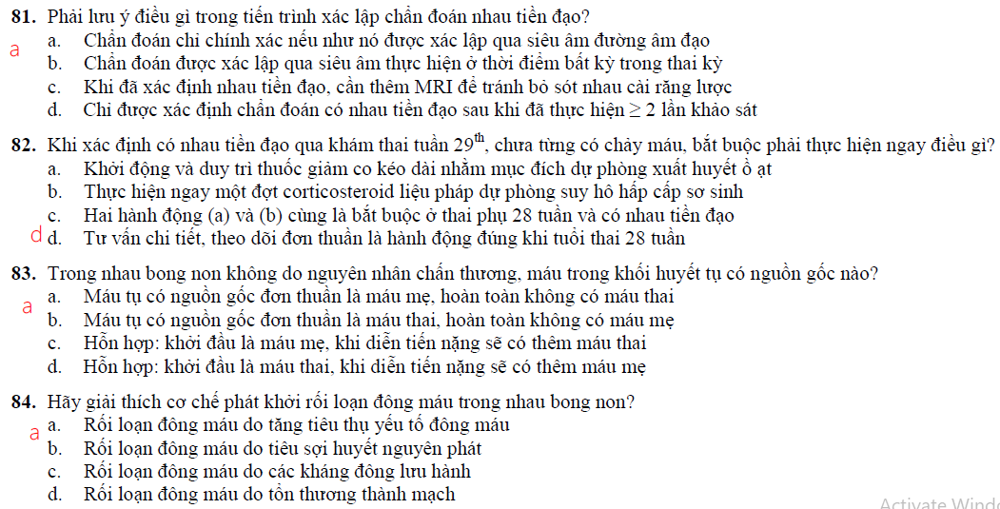 81. Phải lưu ý điều gì trong tiến trình xác lập chẩn đoán nhau tiền đạo?
a a. Chẩn đoán chỉ chính xác nếu như nó được xác lập qua siêu âm đường âm đạo
b. Chẩn đoán được xác lập qua siêu âm thực hiện ở thời điểm bất kỳ trong thai kỳ
c. Khi đã xác định nhau tiền đạo, cần thêm MRI để tránh bỏ sót nhau cài răng lược
d. Chỉ được xác định chẩn đoán có nhau tiền đạo sau khi đã thực hiện ≥ 2 lần khảo sát
82. Khi xác định có nhau tiền đạo qua khám thai tuần 29th, chưa từng có chảy máu, bắt buộc phải thực hiện ngay điều gì?
a. Khởi động và duy trì thuốc giảm co kéo dài nhằm mục đích dự phòng xuất huyết ồ ạt
b. Thực hiện ngay một đợt corticosteroid liệu pháp dự phòng suy hô hấp cấp sơ sinh
c. Hai hành động (a) và (b) cùng là bắt buộc ở thai phụ 28 tuần và có nhau tiền đạo
d d. Tư vấn chi tiết, theo dõi đơn thuần là hành động đúng khi tuổi thai 28 tuần
83. Trong nhau bong non không do nguyên nhân chấn thương, máu trong khối huyết tụ có nguồn gốc nào?
a a. Máu tụ có nguồn gốc đơn thuần là máu mẹ, hoàn toàn không có máu thai
b. Máu tụ có nguồn gốc đơn thuần là máu thai, hoàn toàn không có máu mẹ
c. Hỗn hợp: khởi đầu là máu mẹ, khi diễn tiến nặng sẽ có thêm máu thai
d. Hỗn hợp: khởi đầu là máu thai, khi diễn tiến nặng sẽ có thêm máu mẹ
84. Hãy giải thích cơ chế phát khởi rối loạn đông máu trong nhau bong non?
a a. Rối loạn đông máu do tăng tiêu thụ yếu tố đông máu
b. Rối loạn đông máu do tiêu sợi huyết nguyên phát
c. Rối loạn đông máu do các kháng đông lưu hành
d. Rối loạn đông máu do tổn thương thành mạch
Activate